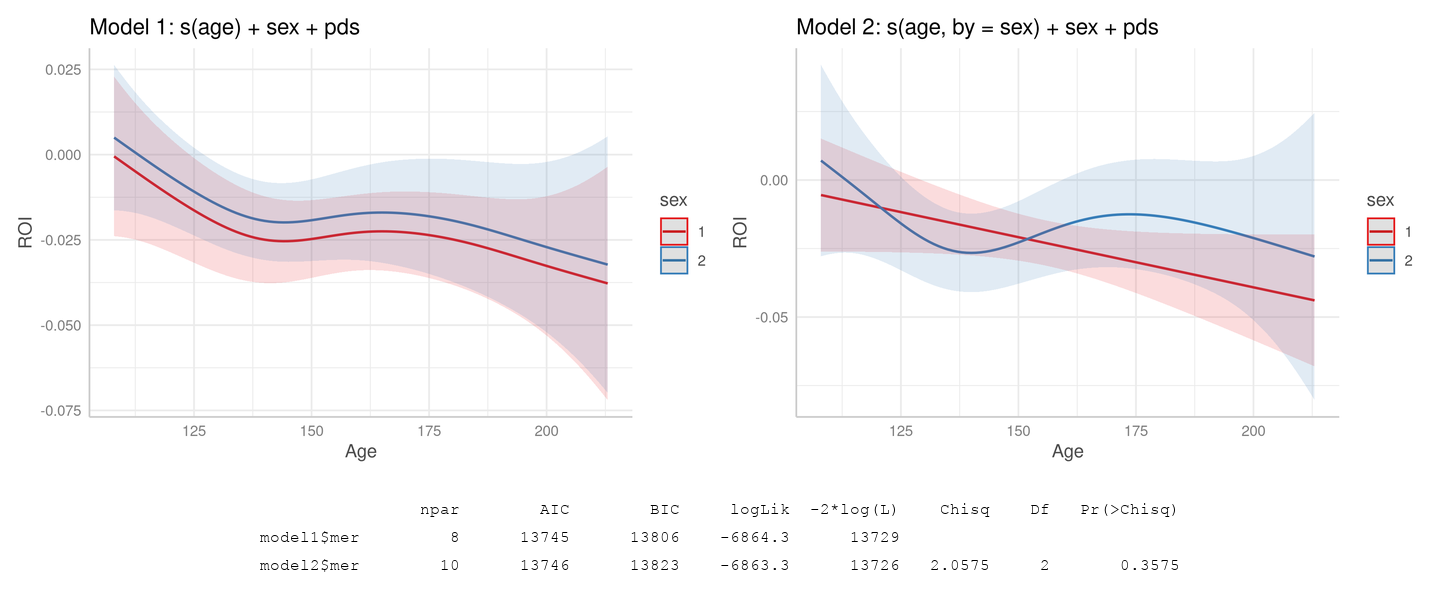 Model 1: s(age) + sex + pds
0.025
0.000
-0.025
-0.050
-0.075
ROI
125 150 175 200
Age
sex
1
2
Model 2: s(age, by = sex) + sex + pds
0.00
-0.05
ROI
125 150 175 200
Age
sex
1
2
npar AIC BIC logLik -2*log(L) Chisq Df Pr(>Chisq)
model1$mer 8 13745 13806 -6864.3 13729
model2$mer 10 13746 13823 -6863.3 13726 2.0575 2 0.3575